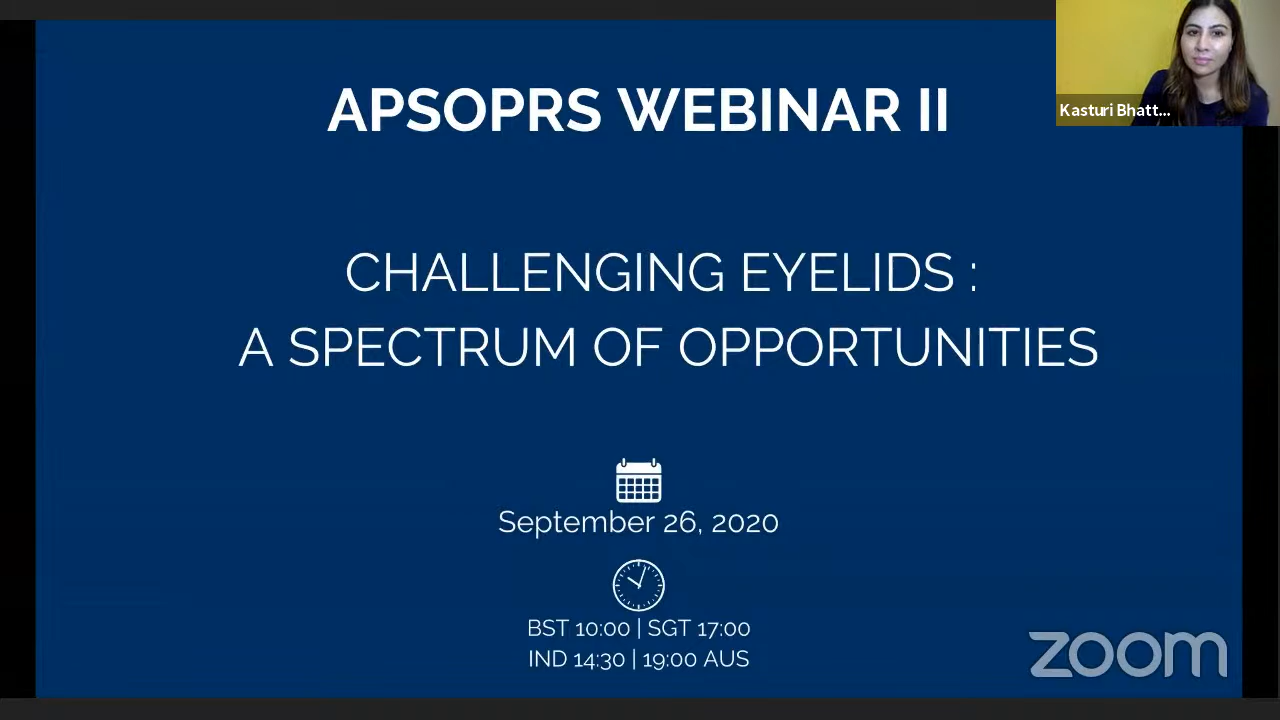 APSOPRS WEBINAR II
Kasturi Bhatt...
CHALLENGING EYELIDS :
A SPECTRUM OF OPPORTUNITIES
September 26, 2020
BST 10:00 | SGT 17:00
IND 14:30 | 19:00 AUS
zoom